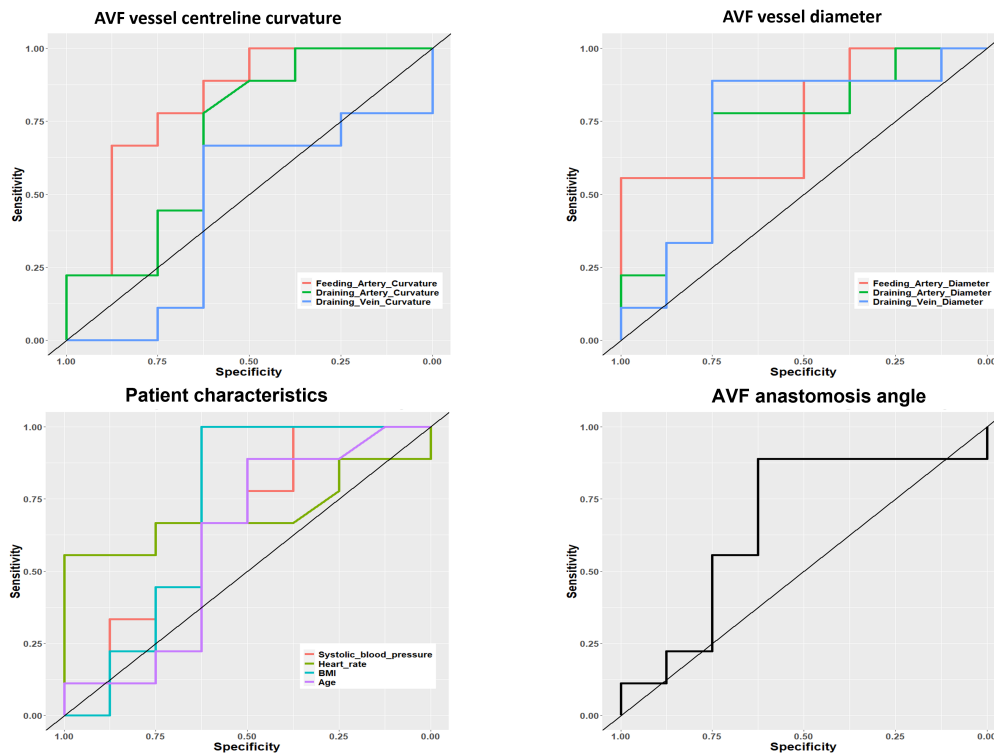 AVF vessel centreline curvature
1.00
0.75
0.50
0.25
0.00
Sensitivity
1.00 0.75 0.50 0.25 0.00
Specificity
Feeding_Artery_Curvature
Draining_Artery_Curvature
Draining_Vein_Curvature
AVF vessel diameter
1.00
0.75
0.50
0.25
0.00
Sensitivity
1.00 0.75 0.50 0.25 0.00
Specificity
Feeding_Artery_Diameter
Draining_Artery_Diameter
Draining_Vein_Diameter
Patient characteristics
1.00
0.75
0.50
0.25
0.00
Sensitivity
1.00 0.75 0.50 0.25 0.00
Specificity
Systolic_blood_pressure
Heart_rate
BMI
Age
AVF anastomosis angle
1.00
0.75
0.50
0.25
0.00
Sensitivity
1.00 0.75 0.50 0.25 0.00
Specificity